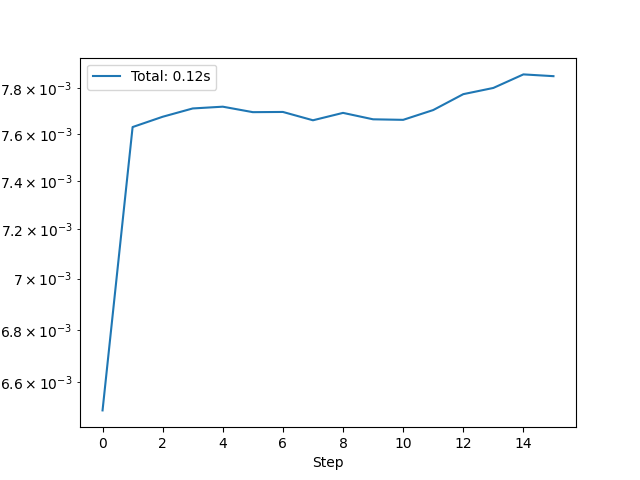 Total: 0.12s
7.8 × 10⁻³
7.6 × 10⁻³
7.4 × 10⁻³
7.2 × 10⁻³
7 × 10⁻³
6.8 × 10⁻³
6.6 × 10⁻³
0 2 4 6 8 10 12 14
Step